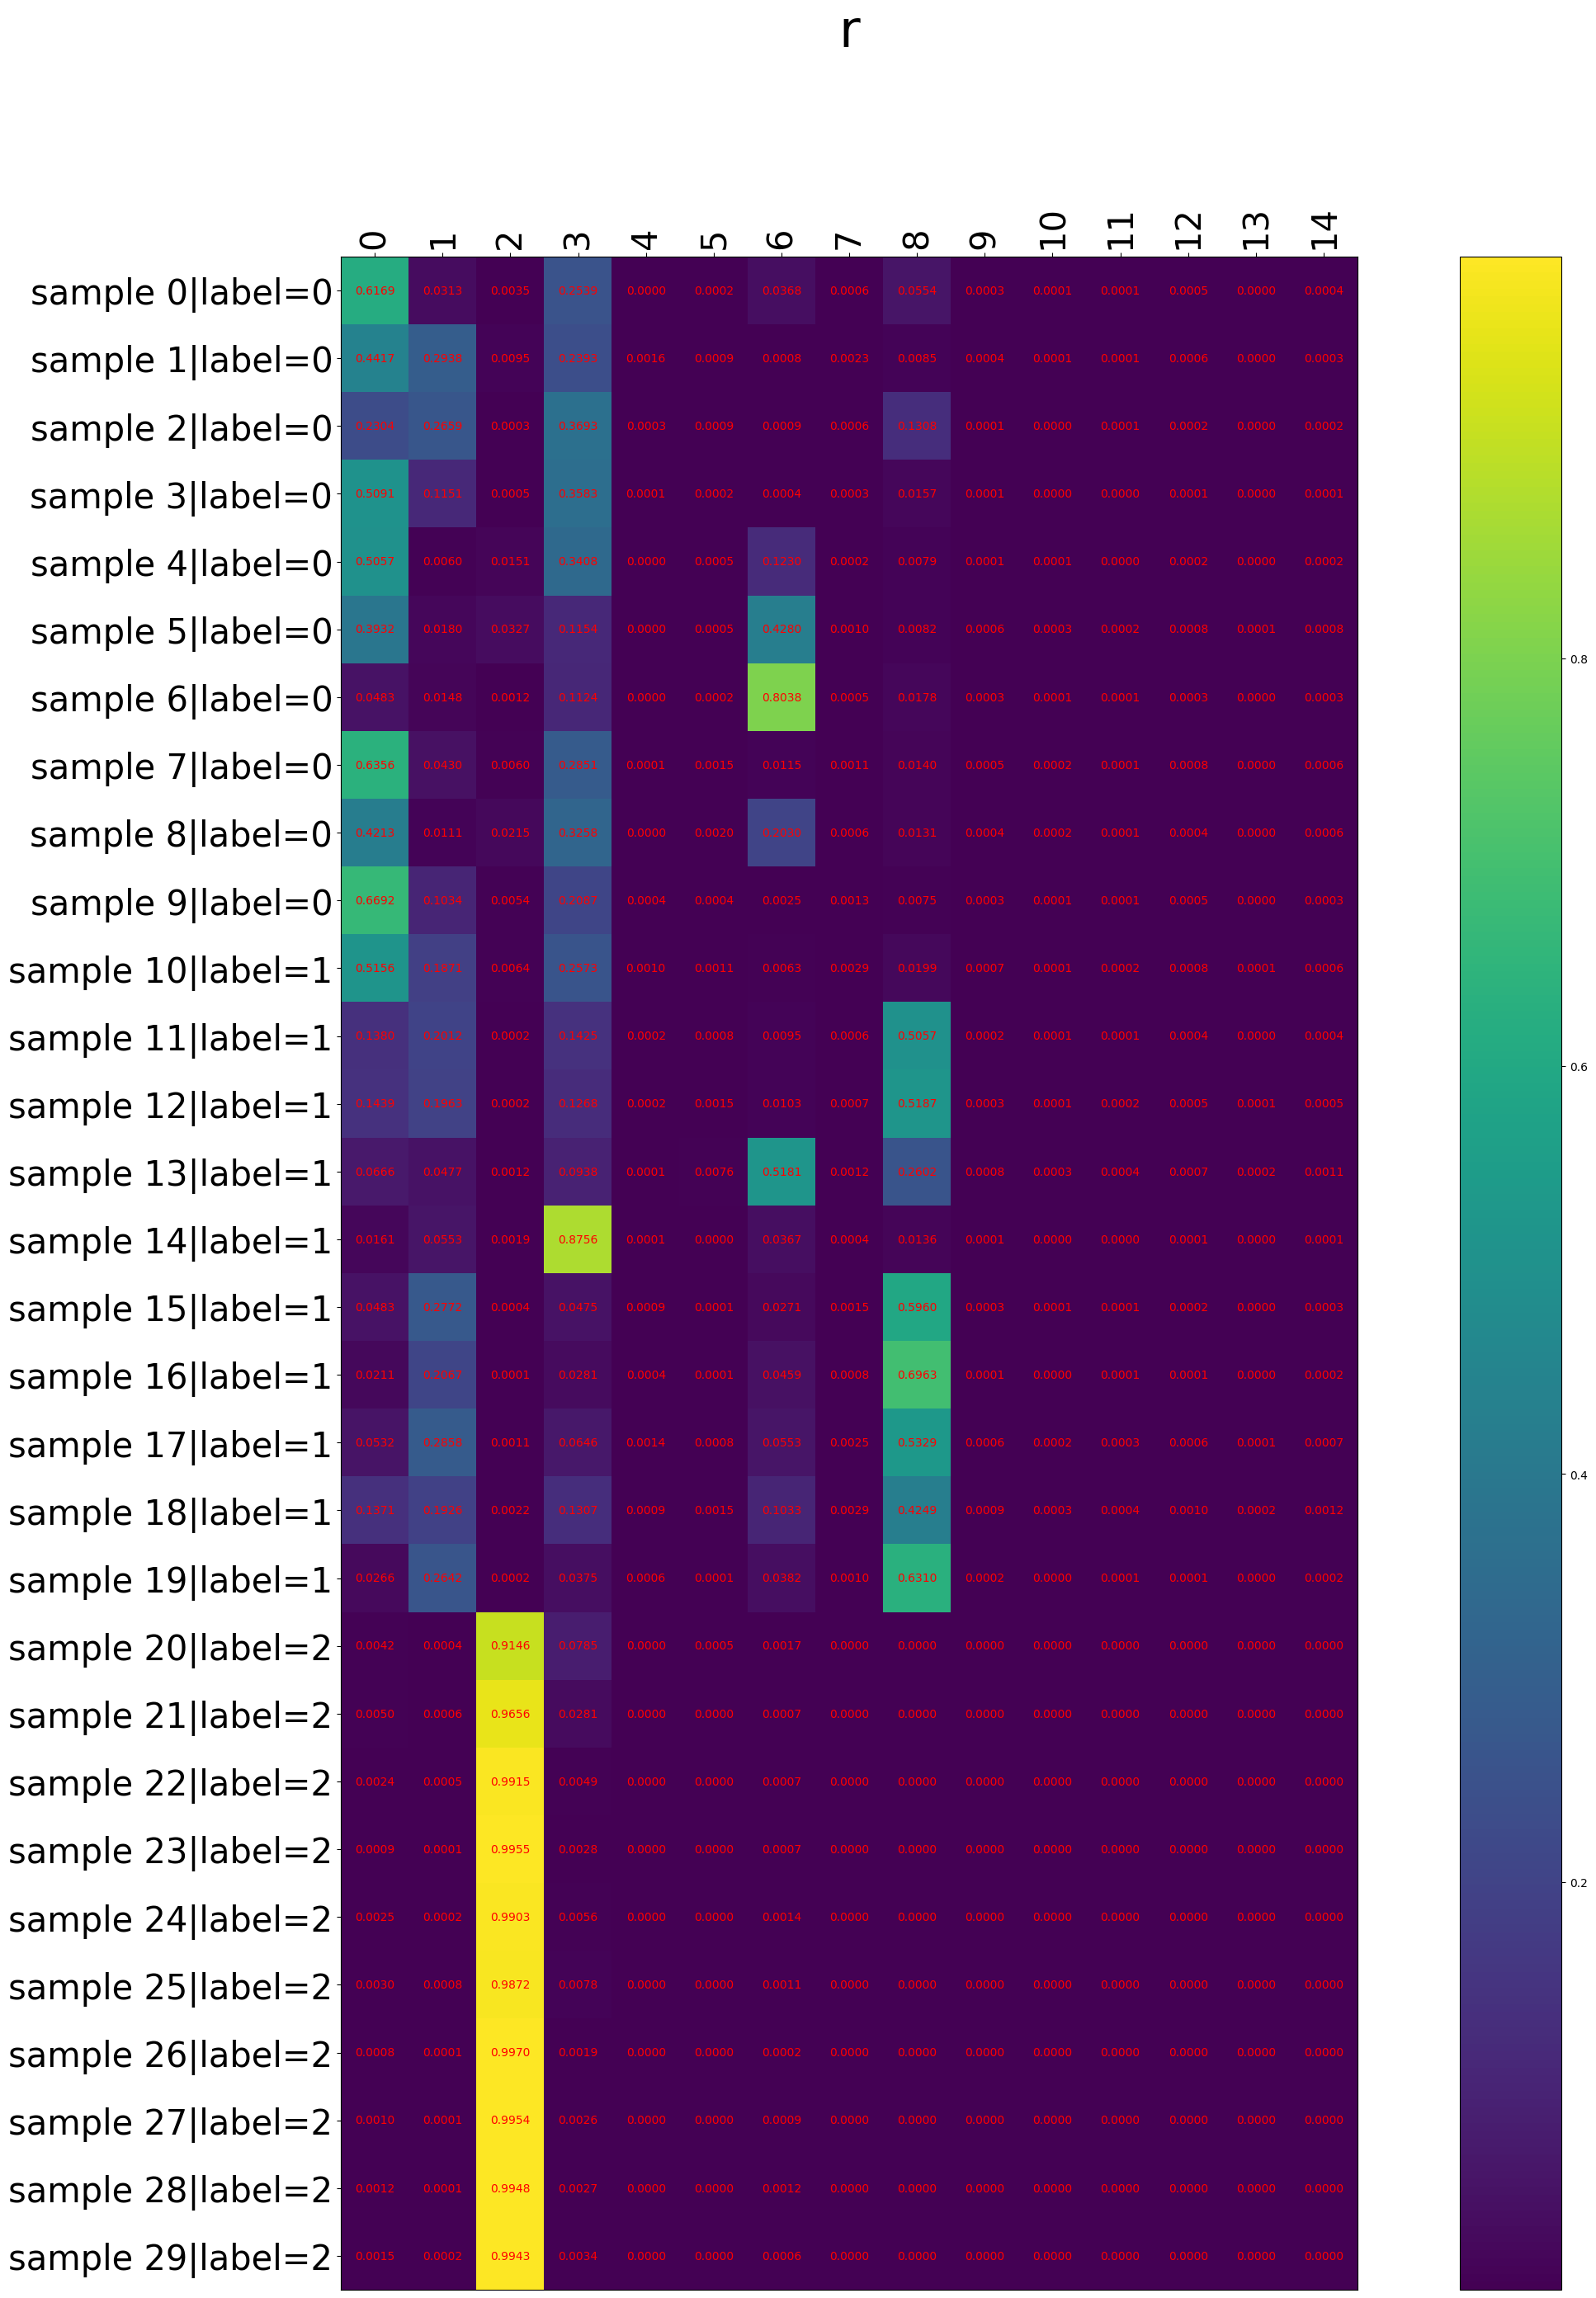 r
0 1 2 3 4 5 6 7 8 9 10 11 12 13 14
sample 0|label=0 0.6169 0.0313 0.0035 0.2539 0.0000 0.0002 0.0368 0.0006 0.0554 0.0003 0.0001 0.0001 0.0005 0.0000 0.0004
sample 1|label=0 0.4417 0.2938 0.0095 0.0016 0.0009 0.0008 0.0023 0.0085 0.0004 0.0001 0.0001 0.0006 0.0000 0.0003
sample 2|label=0 0.2304 0.2659 0.0003 0.3693 0.0003 0.0009 0.0009 0.0006 0.1308 0.0001 0.0000 0.0001 0.0002 0.0000 0.0002
sample 3|label=0 0.5091 0.1151 0.0005 0.3583 0.0001 0.0002 0.0004 0.0003 0.0157 0.0001 0.0000 0.0000 0.0001 0.0000 0.0001
sample 4|label=0 0.5057 0.0060 0.0151 0.3408 0.0000 0.0005 0.1230 0.0002 0.0079 0.0001 0.0001 0.0000 0.0002 0.0000 0.0002
sample 5|label=0 0.3932 0.0180 0.0327 0.1154 0.0000 0.0005 0.4280 0.0010 0.0082 0.0006 0.0003 0.0002 0.0008 0.0001 0.0008
sample 6|label=0 0.0483 0.0148 0.0012 0.1124 0.0000 0.0002 0.8038 0.0005 0.0178 0.0003 0.0001 0.0001 0.0003 0.0000 0.0003
sample 7|label=0 0.6356 0.0430 0.0060 0.2851 0.0001 0.0015 0.0115 0.0011 0.0140 0.0005 0.0002 0.0001 0.0008 0.0000 0.0006
sample 8|label=0 0.4213 0.0111 0.0215 0.3258 0.0000 0.0020 0.0006 0.0131 0.0004 0.0002 0.0001 0.0004 0.0000 0.0006
sample 9|label=0 0.6692 0.1034 0.0054 0.0004 0.0004 0.0025 0.0013 0.0075 0.0003 0.0001 0.0001 0.0005 0.0000 0.0003
sample 10|label=1 0.5156 0.0064 0.2573 0.0010 0.0011 0.0063 0.0029 0.0199 0.0007 0.0001 0.0002 0.0008 0.0001 0.0006
sample 11|label=1 0.1380 0.2012 0.0002 0.1425 0.0002 0.0008 0.0095 0.0006 0.5057 0.0002 0.0001 0.0001 0.0004 0.0000 0.0004
sample 12|label=1 0.1439 0.0002 0.1268 0.0002 0.0015 0.0103 0.0007 0.5187 0.0003 0.0001 0.0002 0.0005 0.0001 0.0005
sample 13|label=1 0.0666 0.0477 0.0012 0.0938 0.0001 0.0076 0.5181 0.0012 0.2607 0.0008 0.0003 0.0004 0.0007 0.0002 0.0011
sample 14|label=1 0.0161 0.0553 0.0019 0.8756 0.0001 0.0000 0.0367 0.0004 0.0136 0.0001 0.0000 0.0000 0.0001 0.0000 0.0001
sample 15|label=1 0.0483 0.2772 0.0004 0.0475 0.0009 0.0001 0.0271 0.0015 0.5960 0.0003 0.0001 0.0001 0.0002 0.0000 0.0003
sample 16|label=1 0.0211 0.2047 0.0001 0.0281 0.0004 0.0001 0.0459 0.0008 0.6963 0.0001 0.0000 0.0001 0.0001 0.0000 0.0002
sample 17|label=1 0.0532 0.2858 0.0011 0.0646 0.0014 0.0008 0.0553 0.0025 0.5329 0.0006 0.0002 0.0003 0.0006 0.0001 0.0007
sample 18|label=1 0.1371 0.1926 0.0022 0.1307 0.0009 0.0015 0.1033 0.0029 0.4249 0.0009 0.0003 0.0004 0.0010 0.0002 0.0012
sample 19|label=1 0.0266 0.2642 0.0002 0.0375 0.0006 0.0001 0.0382 0.0010 0.6310 0.0002 0.0000 0.0001 0.0001 0.0000 0.0002
sample 20|label=2 0.0042 0.0004 0.9146 0.0785 0.0000 0.0005 0.0017 0.0000 0.0000 0.0000 0.0000 0.0000 0.0000 0.0000 0.0000
sample 21|label=2 0.0050 0.0006 0.9656 0.0281 0.0000 0.0000 0.0007 0.0000 0.0000 0.0000 0.0000 0.0000 0.0000 0.0000 0.0000
sample 22|label=2 0.0024 0.0005 0.9915 0.0049 0.0000 0.0000 0.0007 0.0000 0.0000 0.0000 0.0000 0.0000 0.0000 0.0000 0.0000
sample 23|label=2 0.0009 0.0001 0.9955 0.0028 0.0000 0.0000 0.0007 0.0000 0.0000 0.0000 0.0000 0.0000 0.0000 0.0000 0.0000
sample 24|label=2 0.0025 0.0002 0.9903 0.0056 0.0000 0.0000 0.0014 0.0000 0.0000 0.0000 0.0000 0.0000 0.0000 0.0000 0.0000
sample 25|label=2 0.0030 0.0008 0.9872 0.0078 0.0000 0.0000 0.0011 0.0000 0.0000 0.0000 0.0000 0.0000 0.0000 0.0000 0.0000
sample 26|label=2 0.0008 0.0001 0.9970 0.0019 0.0000 0.0000 0.0002 0.0000 0.0000 0.0000 0.0000 0.0000 0.0000 0.0000 0.0000
sample 27|label=2 0.0010 0.0001 0.9954 0.0026 0.0000 0.0000 0.0009 0.0000 0.0000 0.0000 0.0000 0.0000 0.0000 0.0000 0.0000
sample 28|label=2 0.0012 0.0001 0.9948 0.0027 0.0000 0.0000 0.0012 0.0000 0.0000 0.0000 0.0000 0.0000 0.0000 0.0000 0.0000
sample 29|label=2 0.0015 0.0002 0.9943 0.0034 0.0000 0.0000 0.0006 0.0000 0.0000 0.0000 0.0000 0.0000 0.0000 0.0000 0.0000
0.8
0.6
0.4
0.2